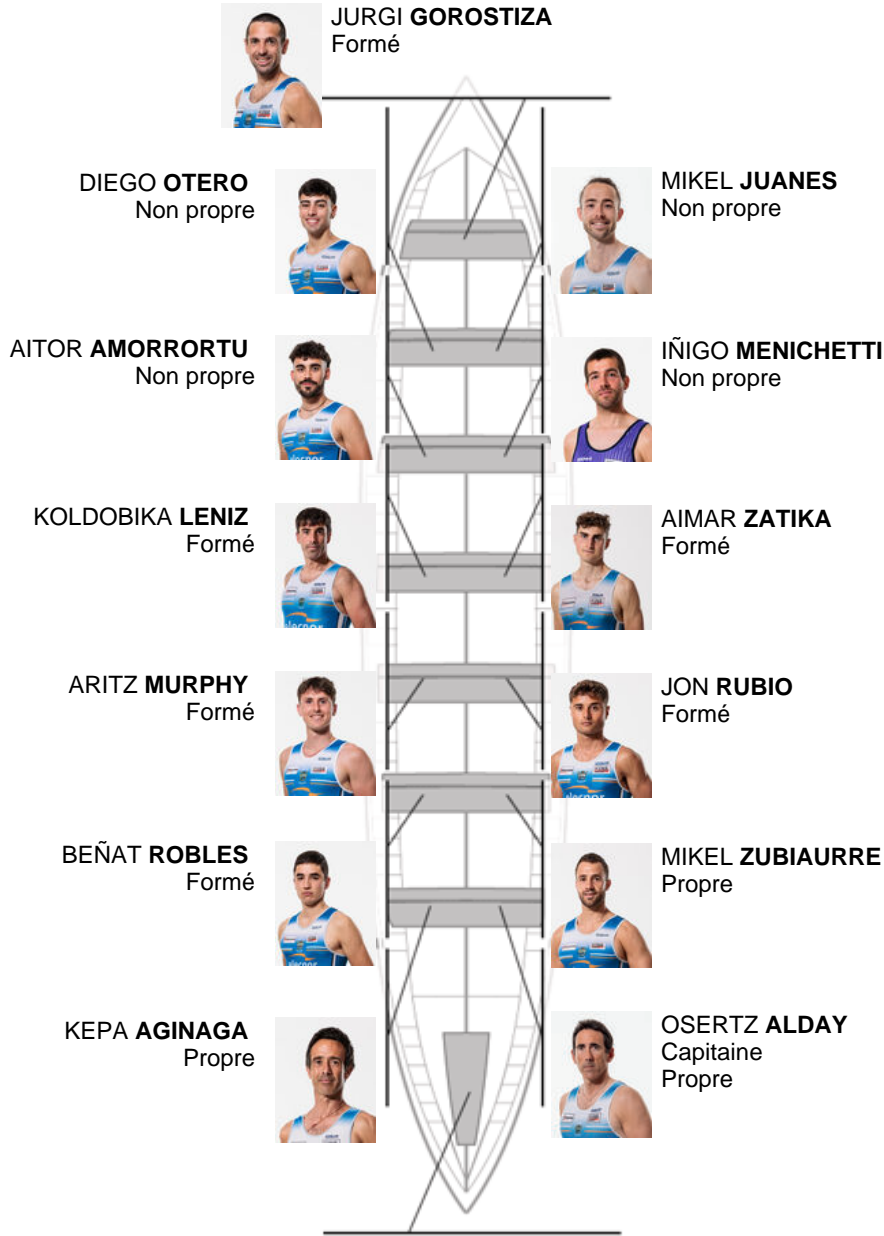 JURGI GOROSTIZA
Formé
DIEGO OTERO
Non propre
MIKEL JUANES
Non propre
AITOR AMORRORTU
Non propre
IÑIGO MENICHETTI
Non propre
KOLDOBIKA LENIZ
Formé
AIMAR ZATIKA
Formé
ARITZ MURPHY
Formé
JON RUBIO
Formé
BEÑAT ROBLES
Formé
MIKEL ZUBIAURRE
Propre
KEPA AGINAGA
Propre
OSERTZ ALDAY
Capitaine
Propre